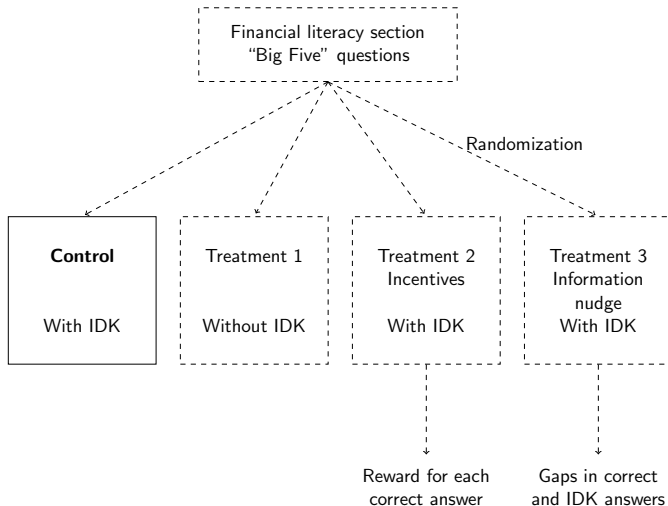 Financial literacy section
“Big Five” questions
Randomization
Control
With IDK
Treatment 1
Without IDK
Treatment 2
Incentives
With IDK
Treatment 3
Information
nudge
With IDK
Reward for each
correct answer
Gaps in correct
and IDK answers